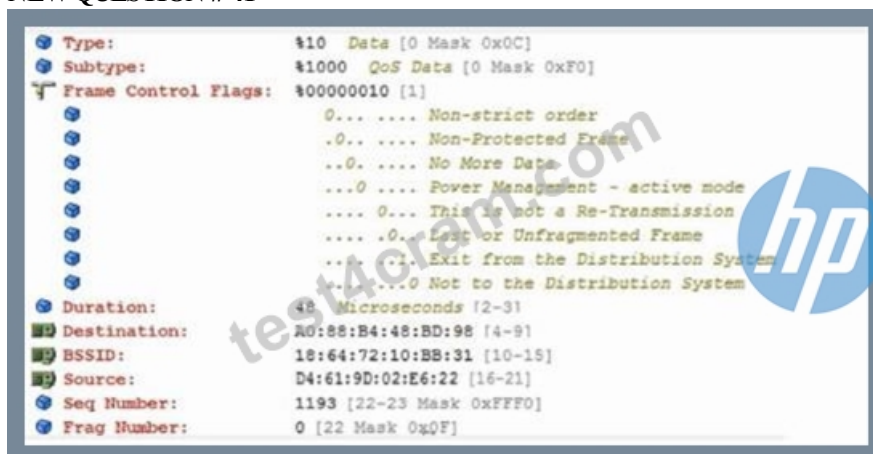 Type: %10 Data [0 Mask 0x0C]
Subtype: %1000 QoS Data [0 Mask 0xF0]
Frame Control Flags: %00000010 [1]
0... .... Non-strict order
.0.. .... Non-Protected Frame
..0. .... No More Data
...0 .... Power Management - active mode
.... 0... This is not a Re-Transmission
.... .0.. Last or Unfragmented Frame
.... ..1. Exit from the Distribution System
.... ...0 Not to the Distribution System
Duration: 48 Microseconds [2-3]
Destination: A0:88:B4:48:BD:98 [4-9]
BSSID: 18:64:72:10:BB:31 [10-15]
Source: D4:61:9D:02:E6:22 [16-21]
Seq Number: 1193 [22-23 Mask 0xFFF0]
Frag Number: 0 [22 Mask 0x0F]
test4cram.com
hp